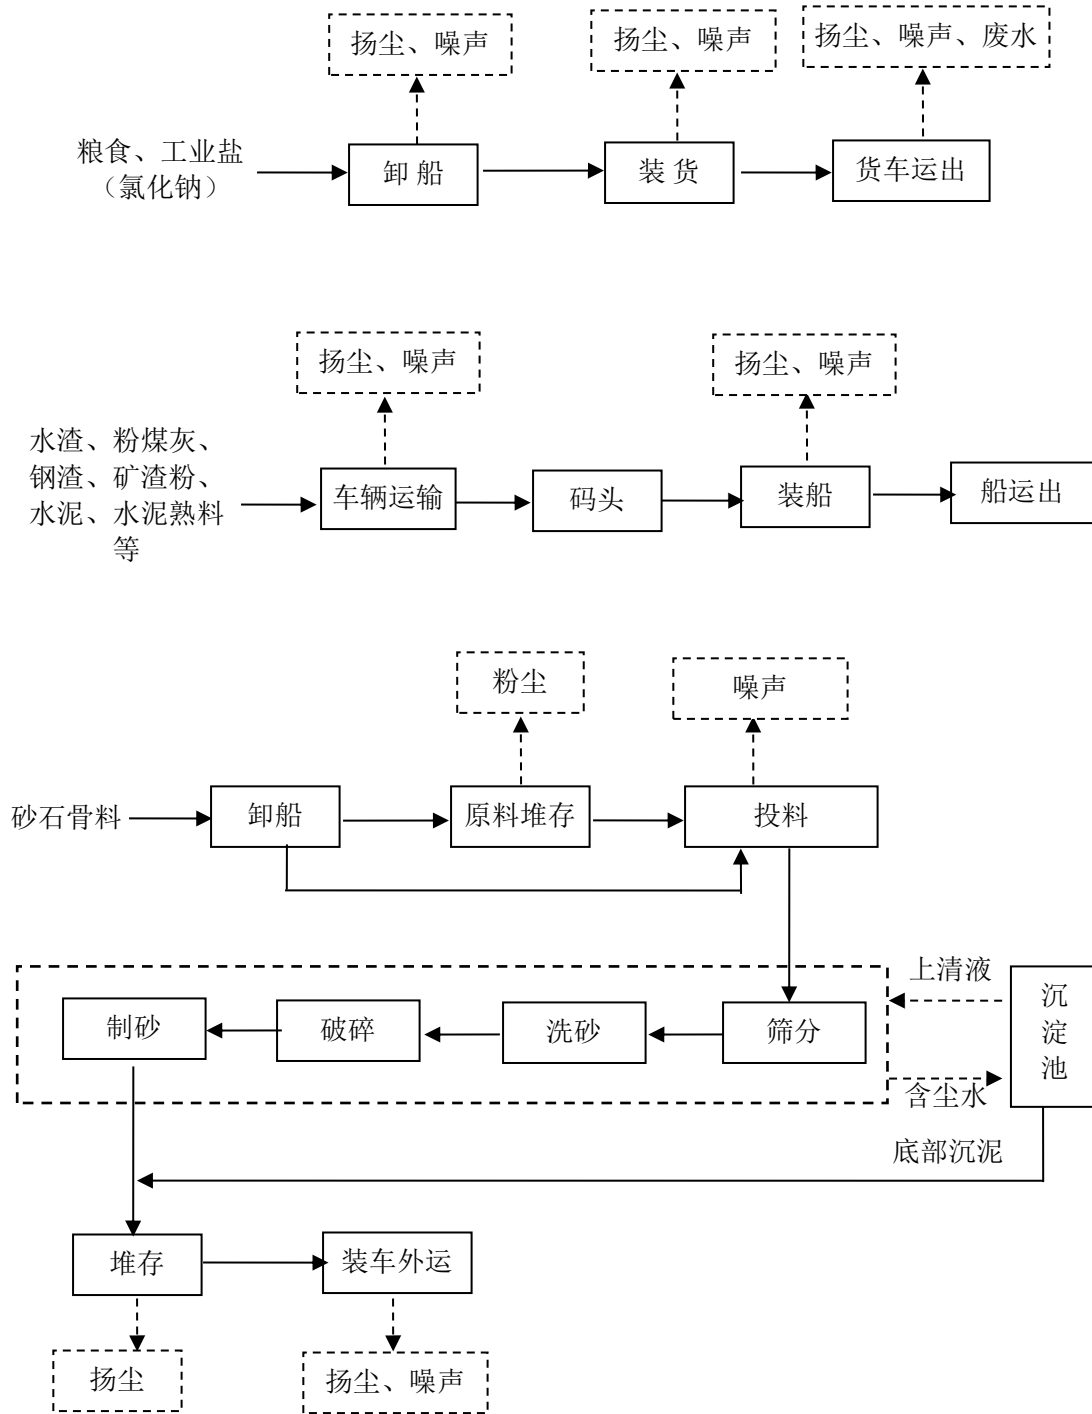 扬尘、噪声
扬尘、噪声
扬尘、噪声、废水
粮食、工业盐
（氯化钠）
卸 船
装 货
货车运出
扬尘、噪声
扬尘、噪声
水渣、粉煤灰、
钢渣、矿渣粉、
水泥、水泥熟料
等
车辆运输
码头
装船
船运出
粉尘
噪声
砂石骨料
卸船
原料堆存
投料
上清液
沉
淀
池
制砂
破碎
洗砂
筛分
含尘水
底部沉泥
堆存
装车外运
扬尘
扬尘、噪声